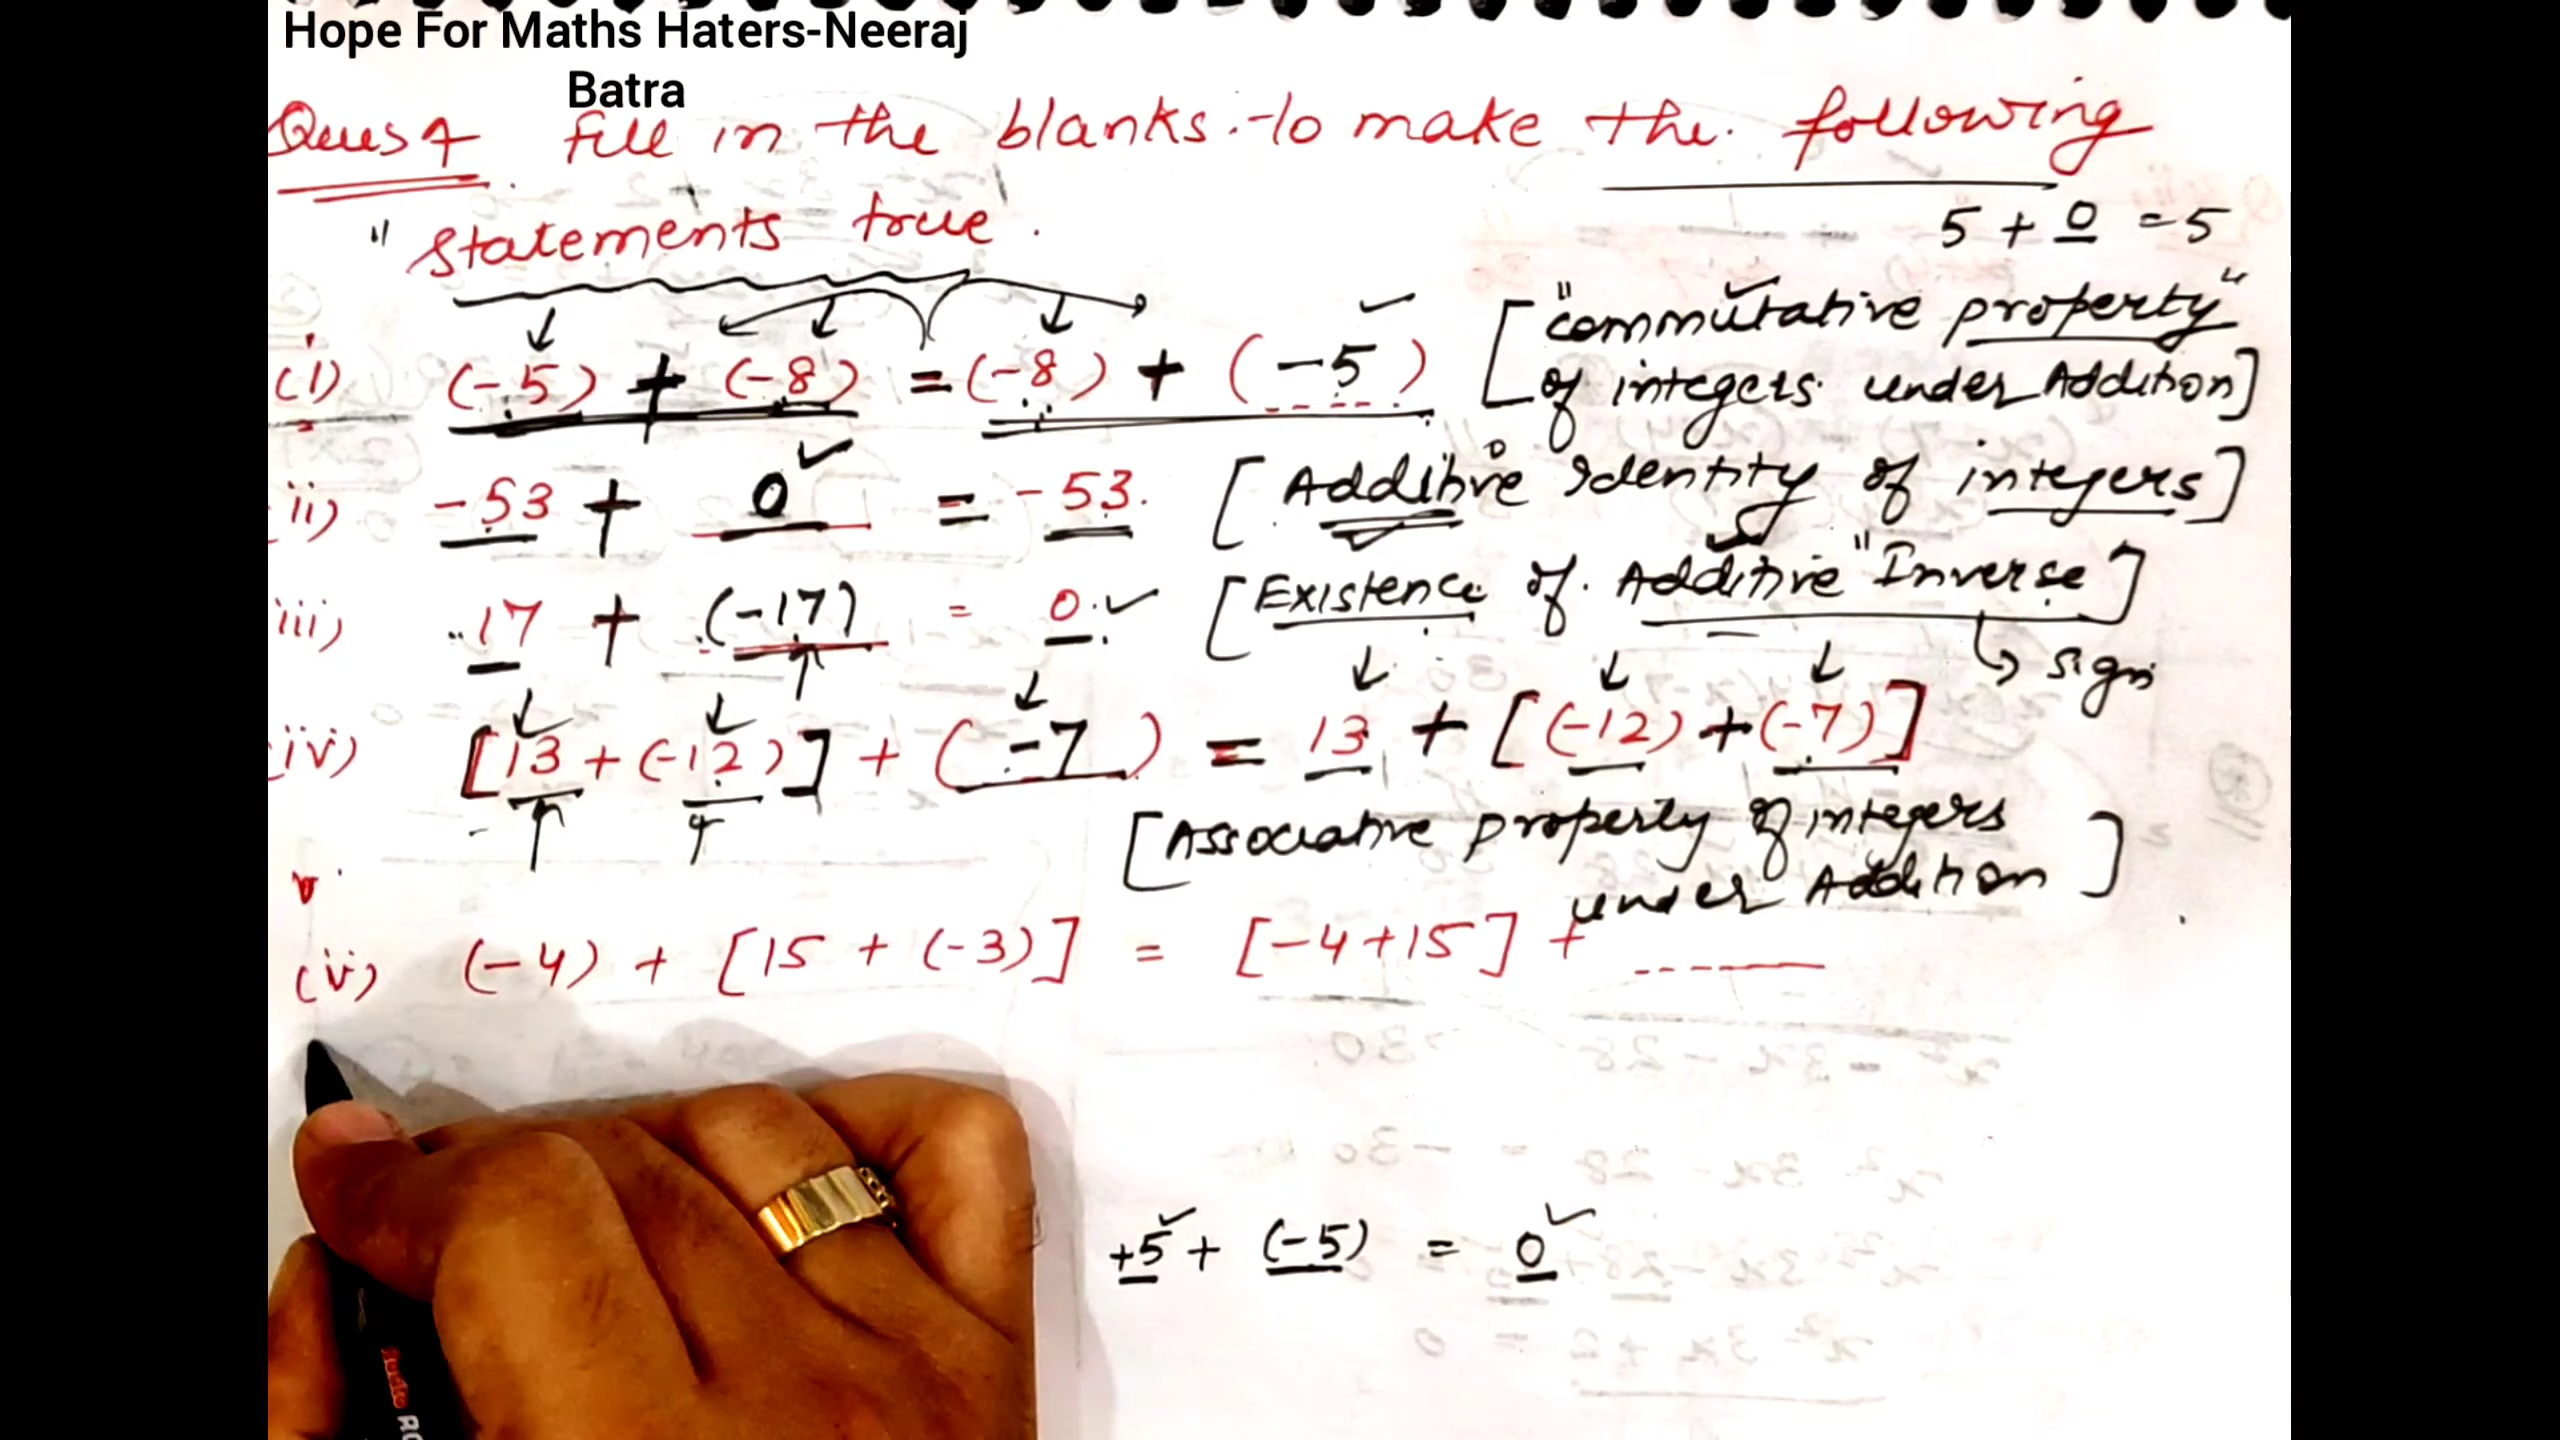 Hope For Maths Haters-Neeraj
Batra
Ques 4 fill in the blanks to make the following
statements true.
5 + 0 = 5
(i) (-5) + (-8) = (-8) + (-5) ["commutative property"
of integers under Addition]
ii) -53 + 0 = -53. [Additive Identity of integers]
iii) 17 + (-17) = 0. [Existence of Additive "Inverse"]
sign
(iv) [13 + (-12)] + (-7) = 13 + [(-12) + (-7)]
[Associative property of integers
under Addition]
v
(v) (-4) + [15 + (-3)] = [-4+15] + -----
+5 + (-5) = 0